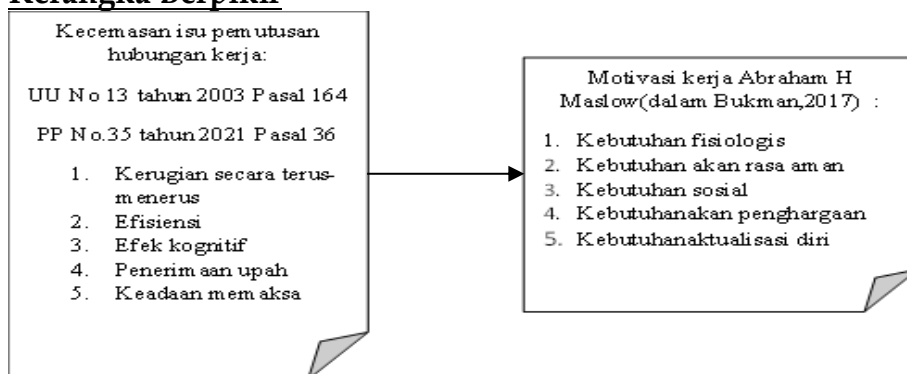 Kerangka Berpikir
Kecemasan isu pemutusan
hubungan kerja:
UU No 13 tahun 2003 Pasal 164
PP No.35 tahun 2021 Pasal 36
1. Kerugian secara terus-
menerus
2. Efisiensi
3. Efek kognitif
4. Penerimaan upah
5. Keadaan memaksa
Motivasi kerja Abraham H
Maslow(dalam Bukman,2017) :
1. Kebutuhan fisiologis
2. Kebutuhan akan rasa aman
3. Kebutuhan sosial
4. Kebutuhanakan penghargaan
5. Kebutuhanaktualisasi diri